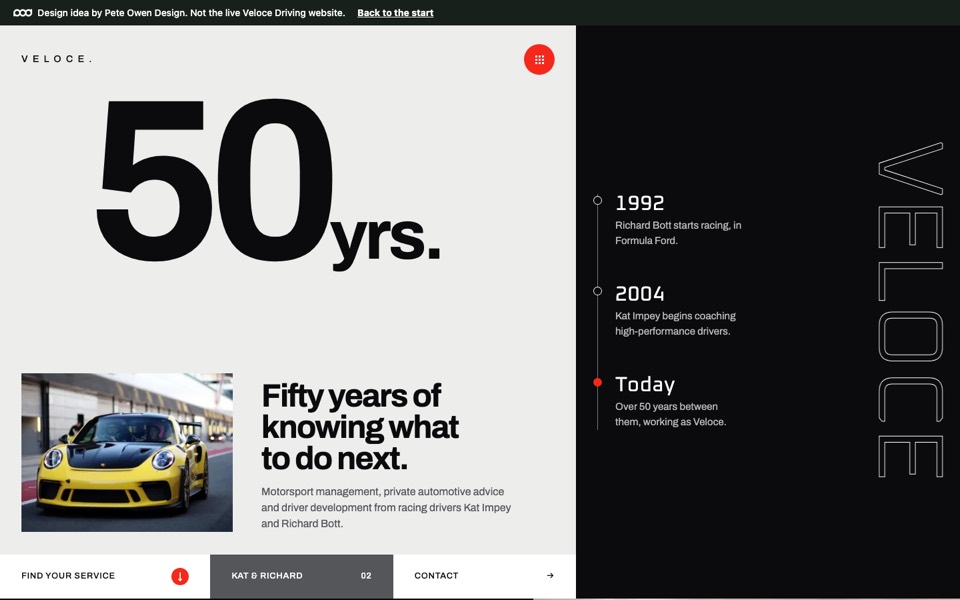 Design idea by Pete Owen Design. Not the live Veloce Driving website. Back to the start
VELOCE.
50yrs.
Fifty years of
knowing what
to do next.
Motorsport management, private automotive advice
and driver development from racing drivers Kat Impey
and Richard Bott.
FIND YOUR SERVICE
KAT & RICHARD 02
CONTACT
1992
Richard Bott starts racing, in
Formula Ford.
2004
Kat Impey begins coaching
high-performance drivers.
Today
Over 50 years between
them, working as Veloce.
VELOCE